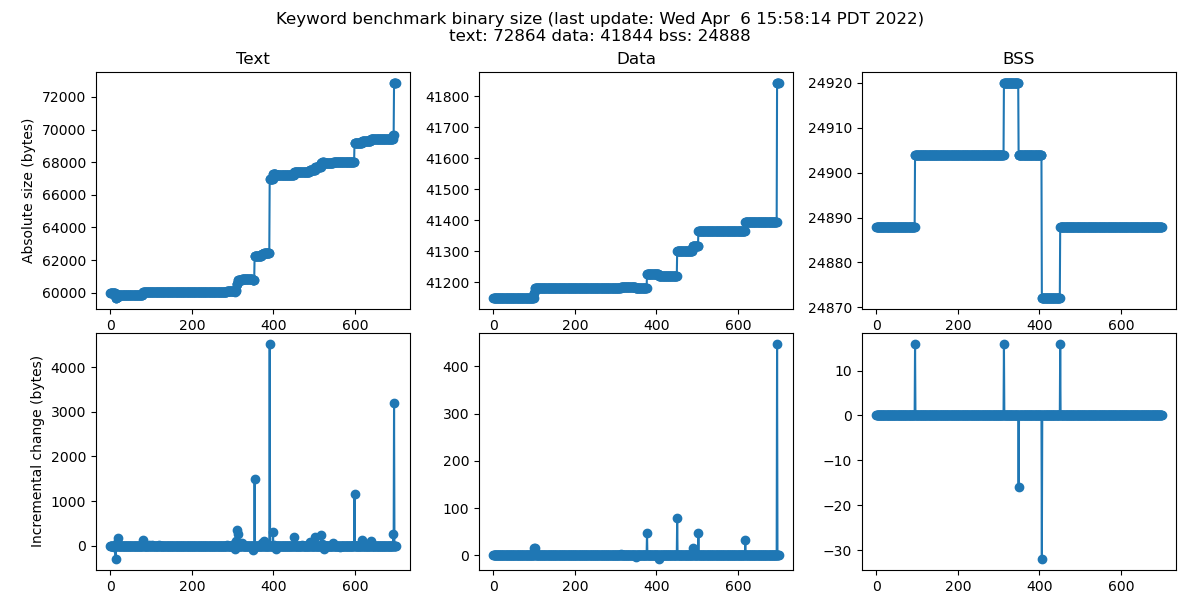 Keyword benchmark binary size (last update: Wed Apr  6 15:58:14 PDT 2022)
text: 72864 data: 41844 bss: 24888
Text
Data
BSS
Absolute size (bytes)
72000
70000
68000
66000
64000
62000
60000
0 200 400 600
41800
41700
41600
41500
41400
41300
41200
0 200 400 600
24920
24910
24900
24890
24880
24870
0 200 400 600
Incremental change (bytes)
4000
3000
2000
1000
0
0 200 400 600
400
300
200
100
0
0 200 400 600
10
0
−10
−20
−30
0 200 400 600